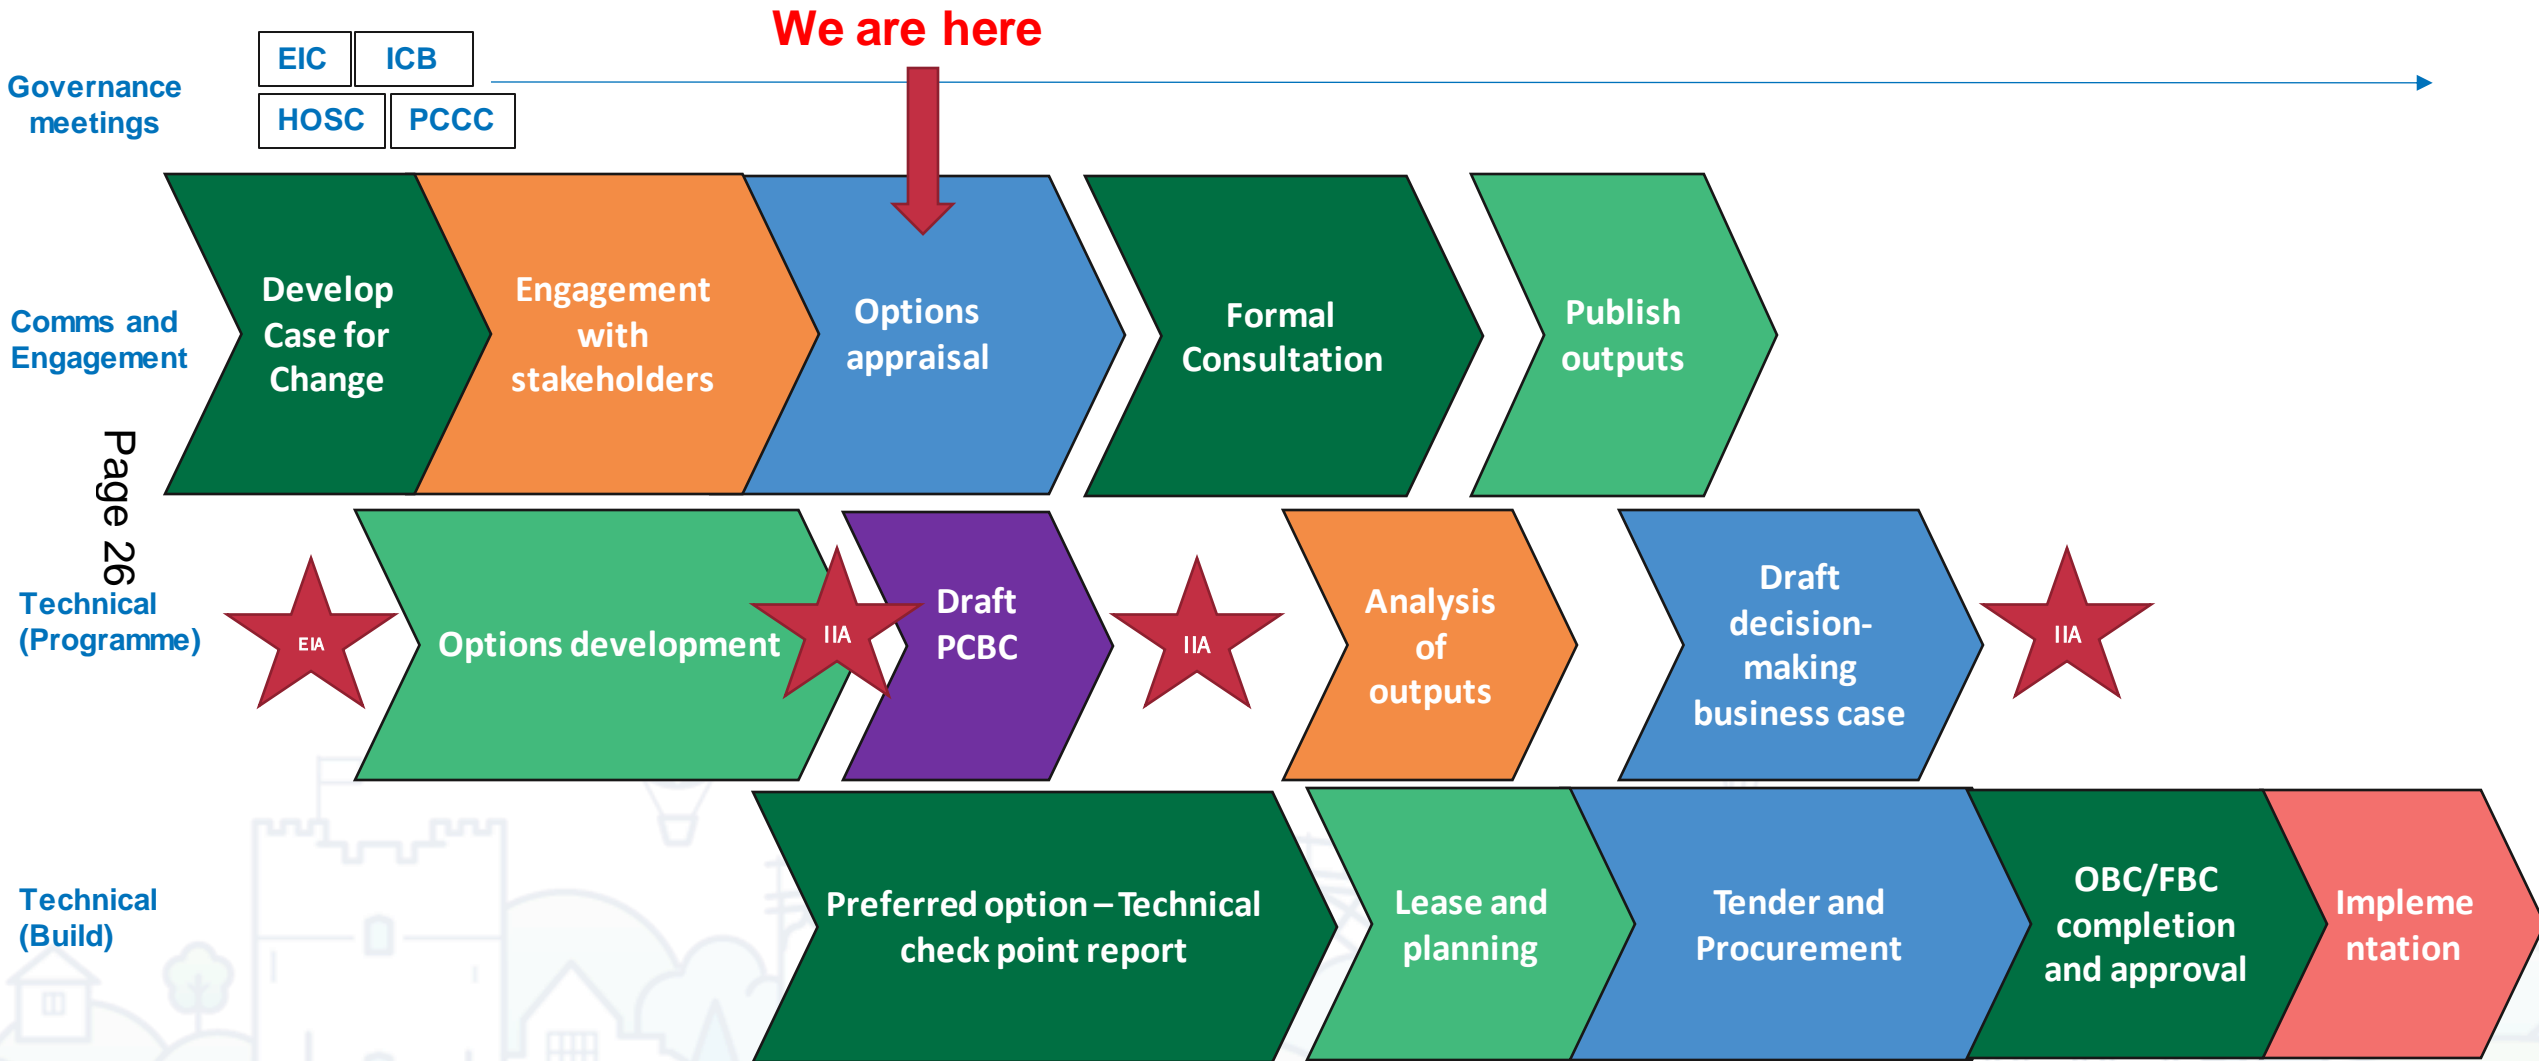 We are here
Governance
meetings
EIC
ICB
HOSC
PCCC
Comms and
Engagement
Develop
Case for
Change
Engagement
with
stakeholders
Options
appraisal
Formal
Consultation
Publish
outputs
Page 26
Technical
(Programme)
EIA
Options development
IIA
Draft
PCBC
IIA
Analysis
of
outputs
Draft
decision-
making
business case
IIA
Technical
(Build)
Preferred option – Technical
check point report
Lease and
planning
Tender and
Procurement
OBC/FBC
completion
and approval
Impleme
ntation